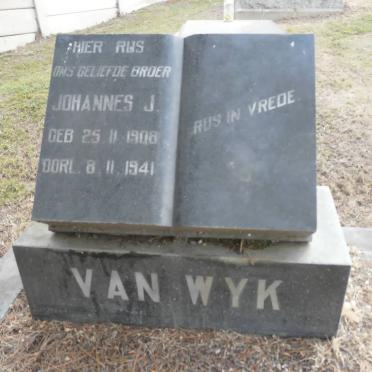 HIER RUS
ONS GELIEFDE BROER
JOHANNES J.
GEB 25. 11. 1908
OORL. 8. 11. 1941
RUS IN VREDE.
VAN WYK